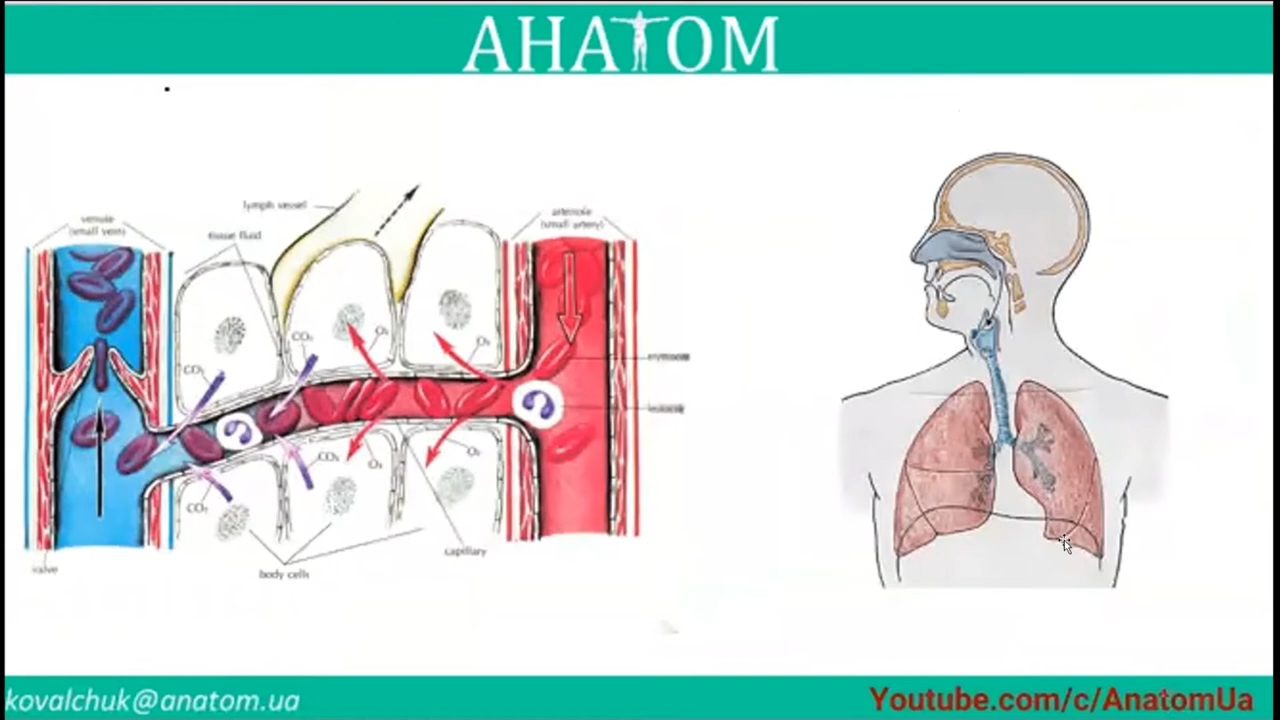 АНАТОМ
lymph vessel
venule
(small vein)
tissue fluid
arteriole
(small artery)
CO₂
O₂
O₂
CO₂
CO₂
O₂
O₂
CO₂
capillary
valve
body cells
kovalchuk@anatom.ua
Youtube.com/c/AnatomUa